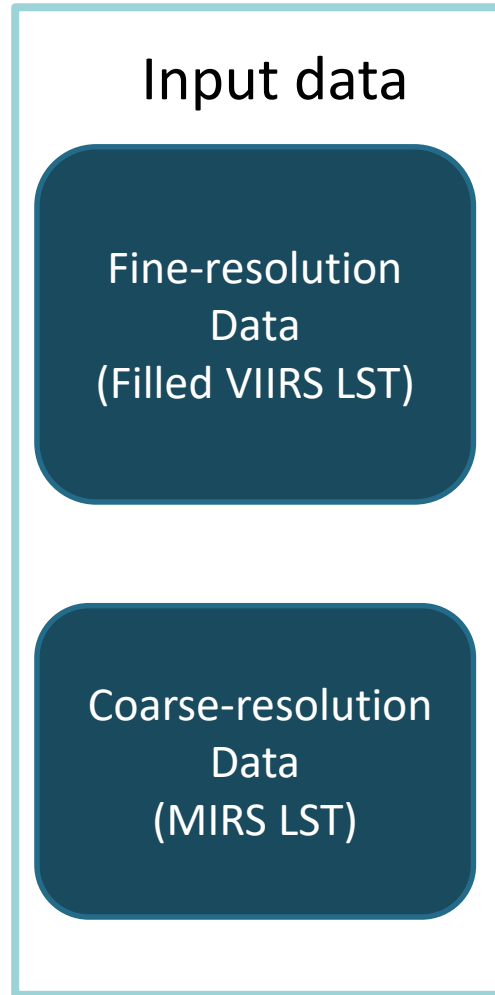 Input data
Fine-resolution
Data
(Filled VIIRS LST)
Coarse-resolution
Data
(MIRS LST)